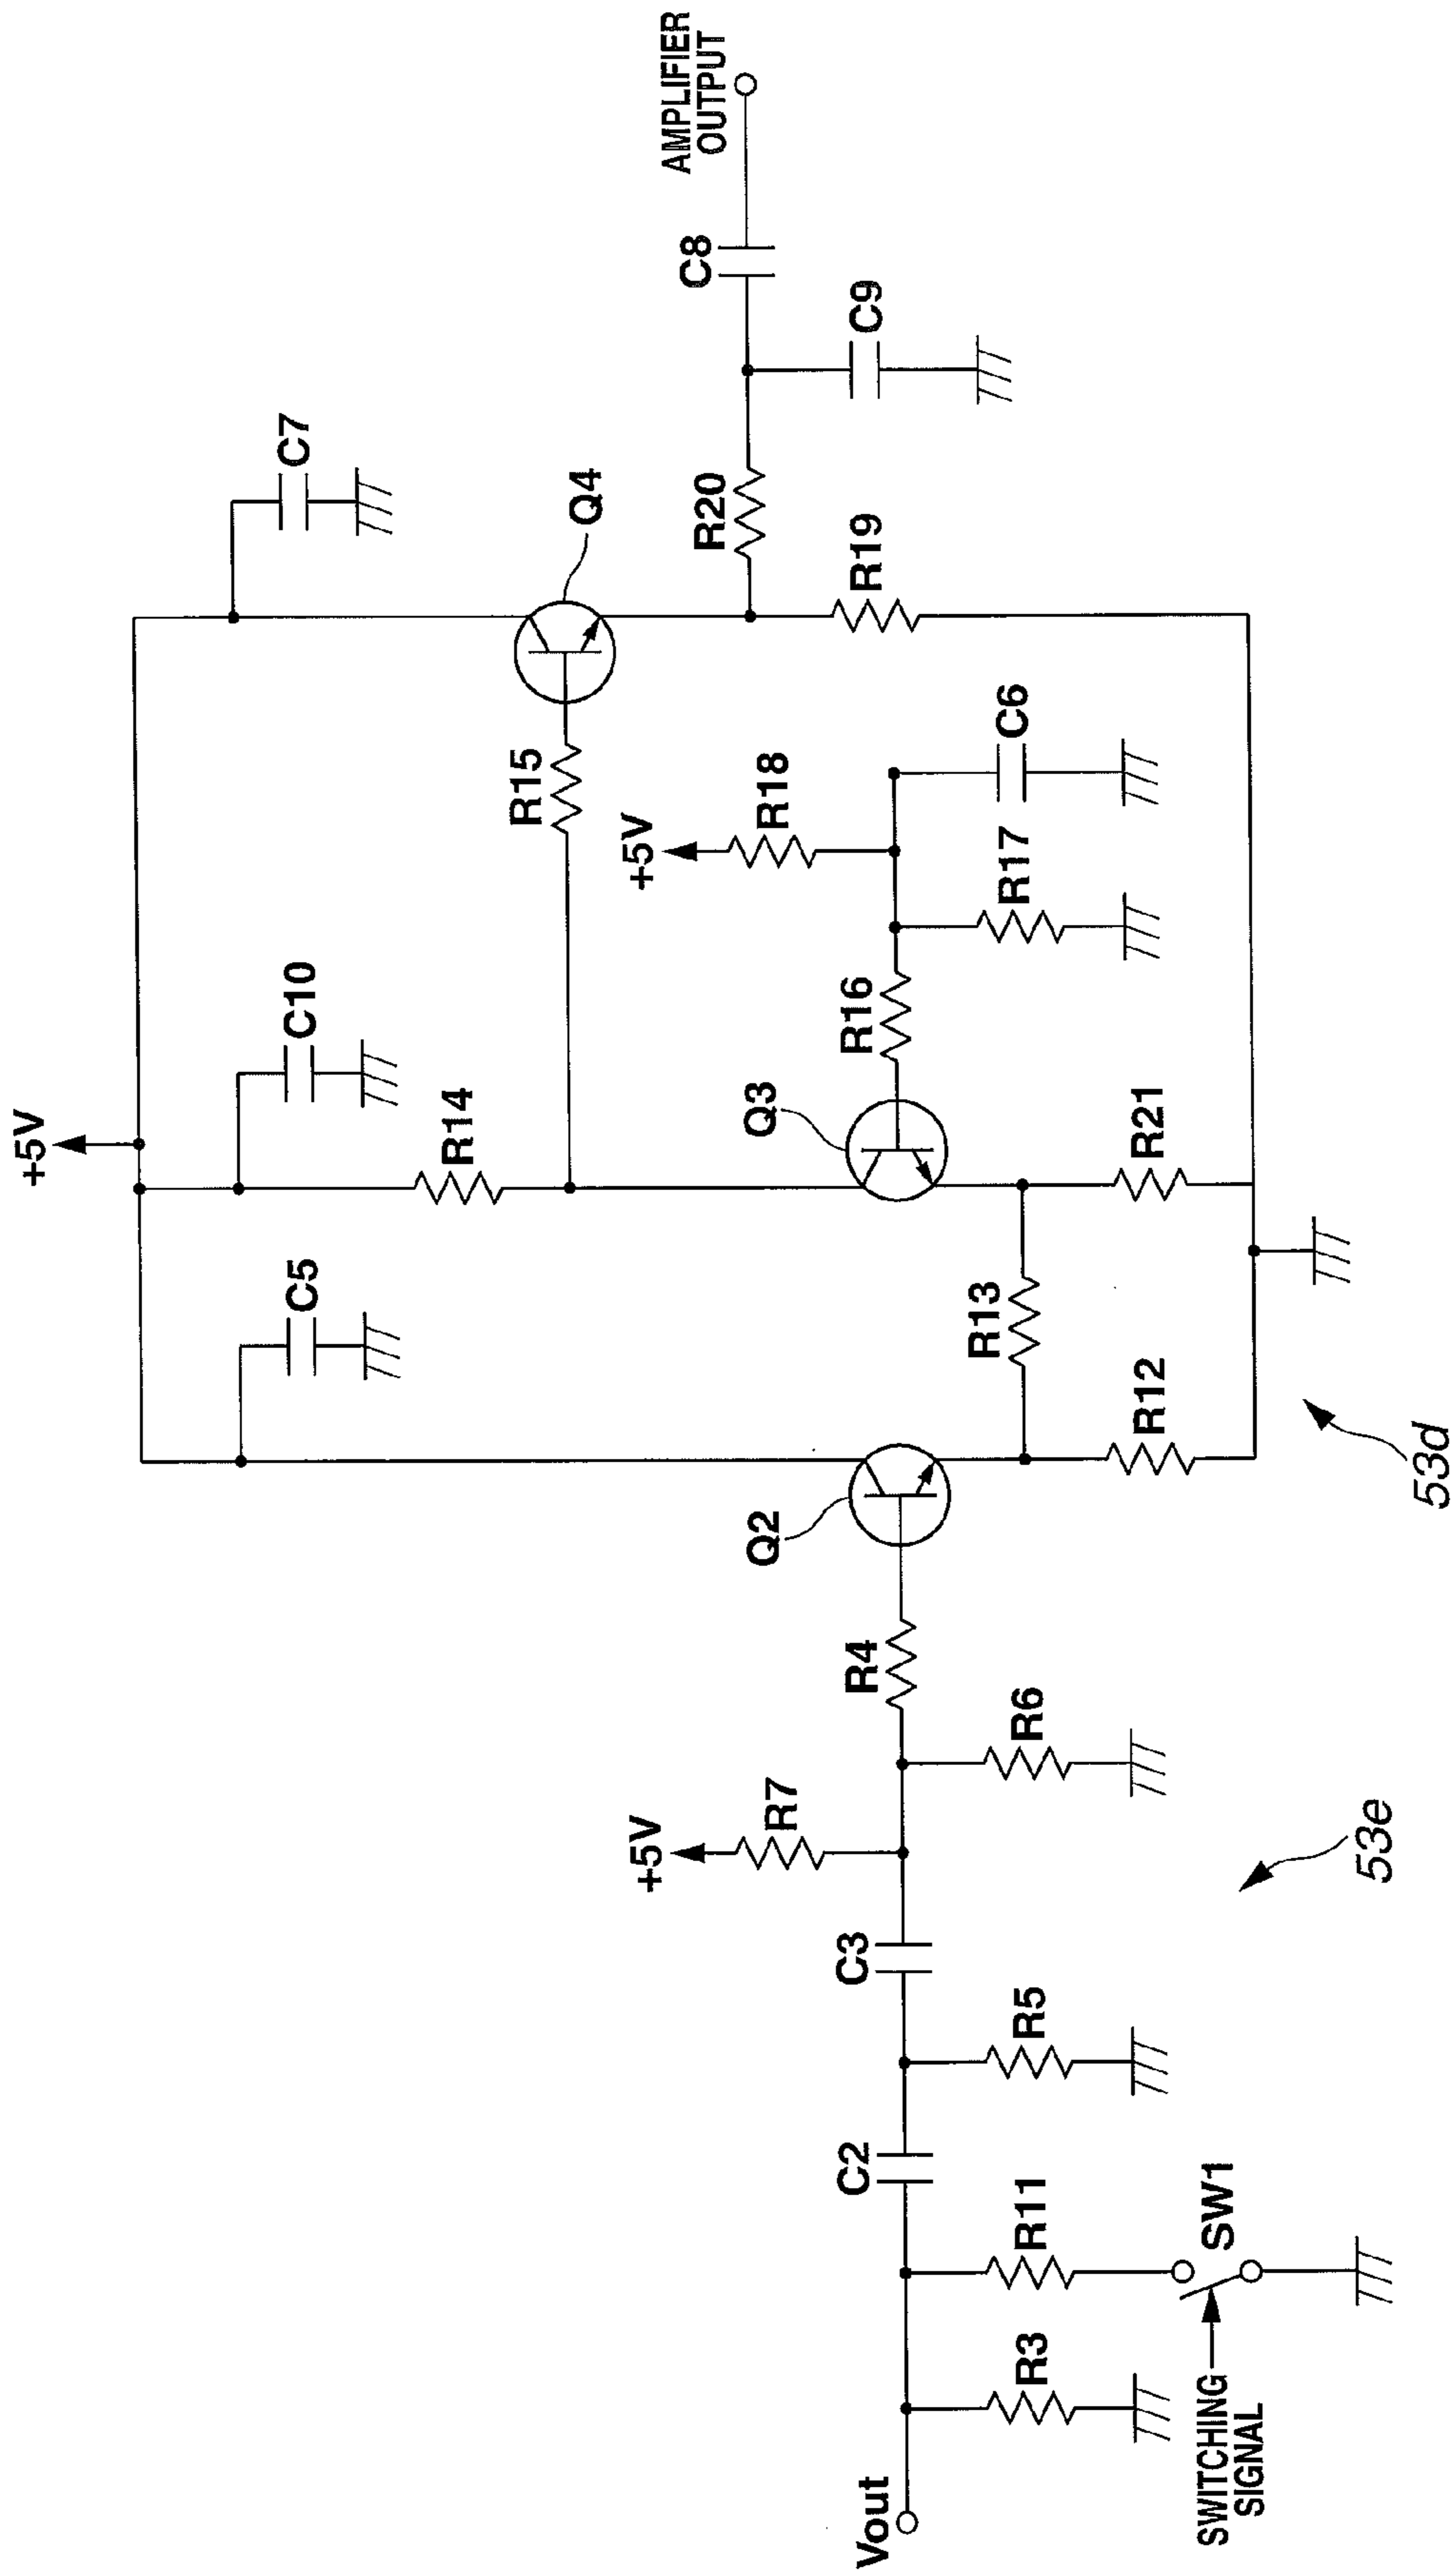 +5V
C5
C10
C7
R14
Q4
R15
AMPLIFIER
OUTPUT
C8
R20
C9
R19
+5V
R18
+5V
R7
Q2
Q3
R16
C6
R17
Vout
C2
C3
R4
R13
R3
R11
R5
R6
R12
R21
SWITCHING
SIGNAL
SW1
53e
53d